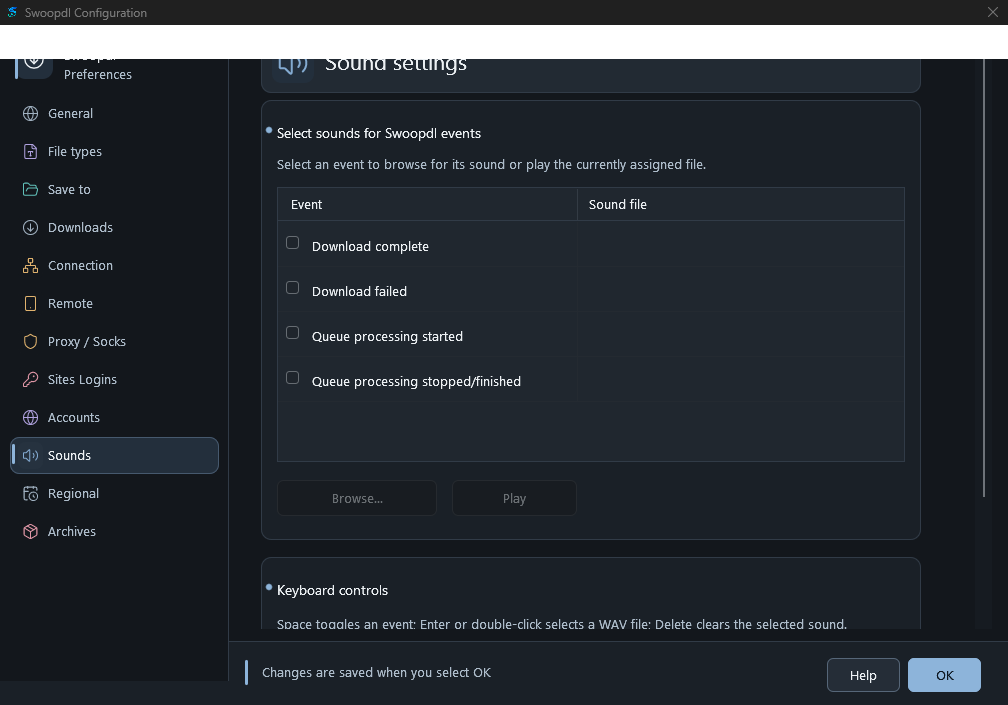 Swoopdl Configuration
Preferences
General
File types
Save to
Downloads
Connection
Remote
Proxy / Socks
Sites Logins
Accounts
Sounds
Regional
Archives
Sound settings
Select sounds for Swoopdl events
Select an event to browse for its sound or play the currently assigned file.
Event Sound file
Download complete
Download failed
Queue processing started
Queue processing stopped/finished
Browse... Play
Keyboard controls
Space toggles an event; Enter or double-click selects a WAV file; Delete clears the selected sound.
Changes are saved when you select OK
Help OK